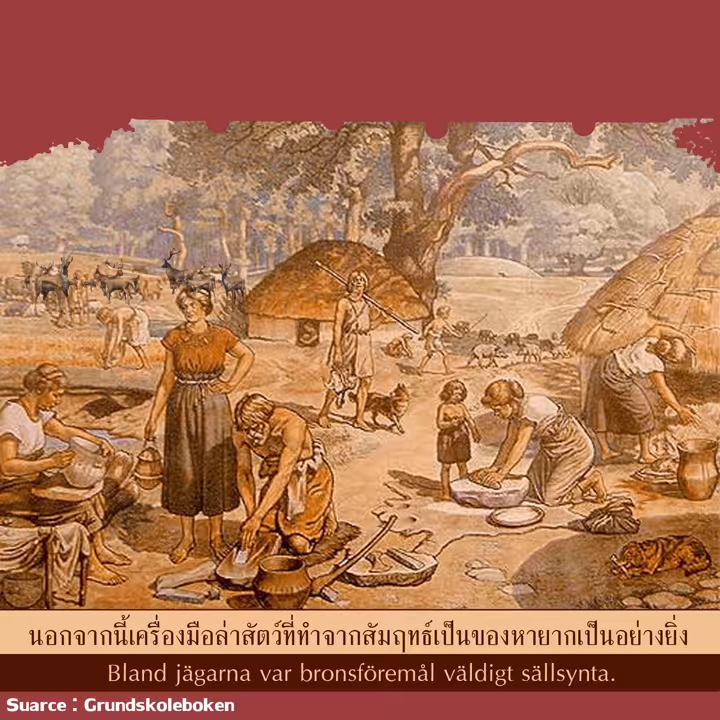 นอกจากนี้เครื่องมือล่าสัตว์ที่ทำจากสัมฤทธ์เป็นของหายากเป็นอย่างยิ่ง
Bland jägarna var bronsföremål väldigt sällsynta.
Suarce : Grundskoleboken